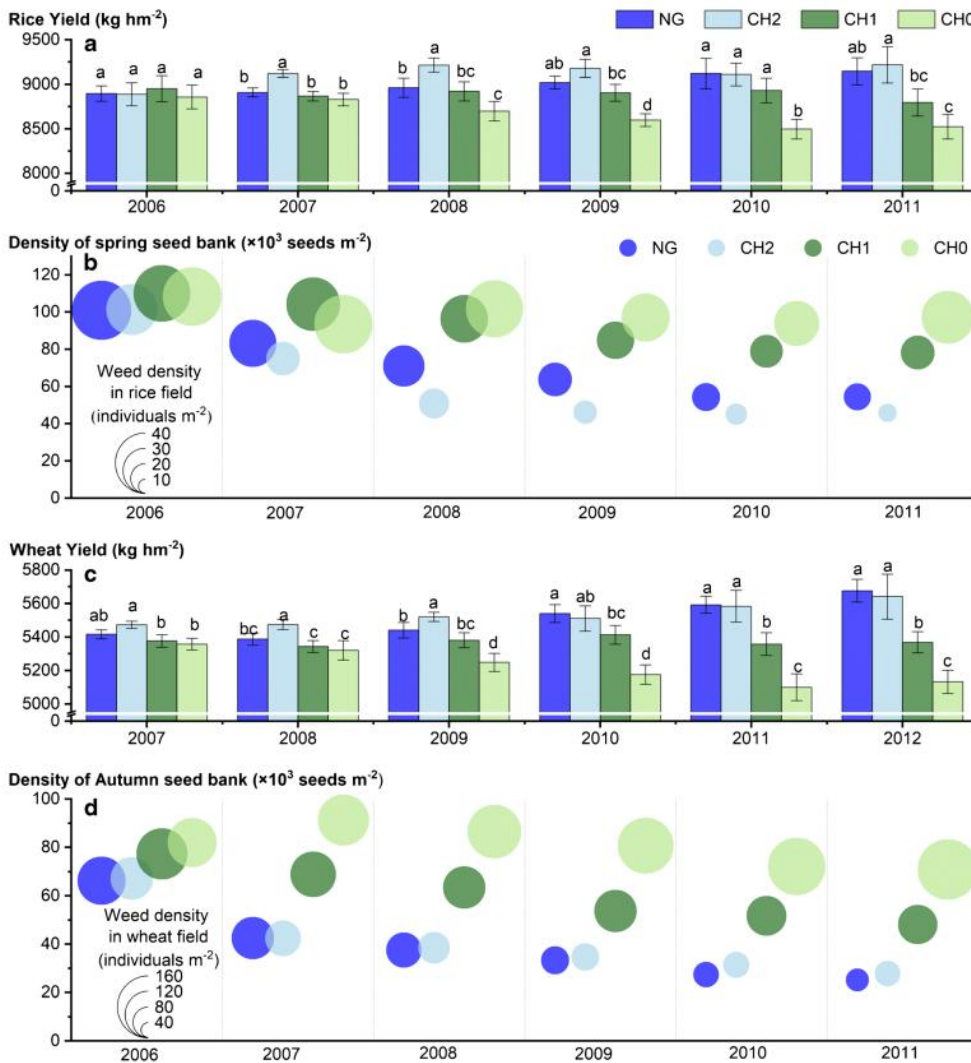 Rice Yield (kg hm-2)
NG CH2 CH1 CH0
a
9500
9000
8500
8000
0
a a a a
b a b b
b a bc c
ab a bc d
a a a b
ab a bc c
2006 2007 2008 2009 2010 2011
Density of spring seed bank (×10³ seeds m-2)
NG CH2 CH1 CH0
b
120
100
80
60
40
20
0
Weed density
in rice field
(individuals m-2)
40
30
20
10
2006 2007 2008 2009 2010 2011
Wheat Yield (kg hm-2)
c
5800
5600
5400
5200
5000
0
ab a b b
bc a c c
b a bc d
a ab bc d
a a b c
a a b c
2007 2008 2009 2010 2011 2012
Density of Autumn seed bank (×10³ seeds m-2)
d
100
80
60
40
20
0
Weed density
in wheat field
(individuals m-2)
160
120
80
40
2006 2007 2008 2009 2010 2011